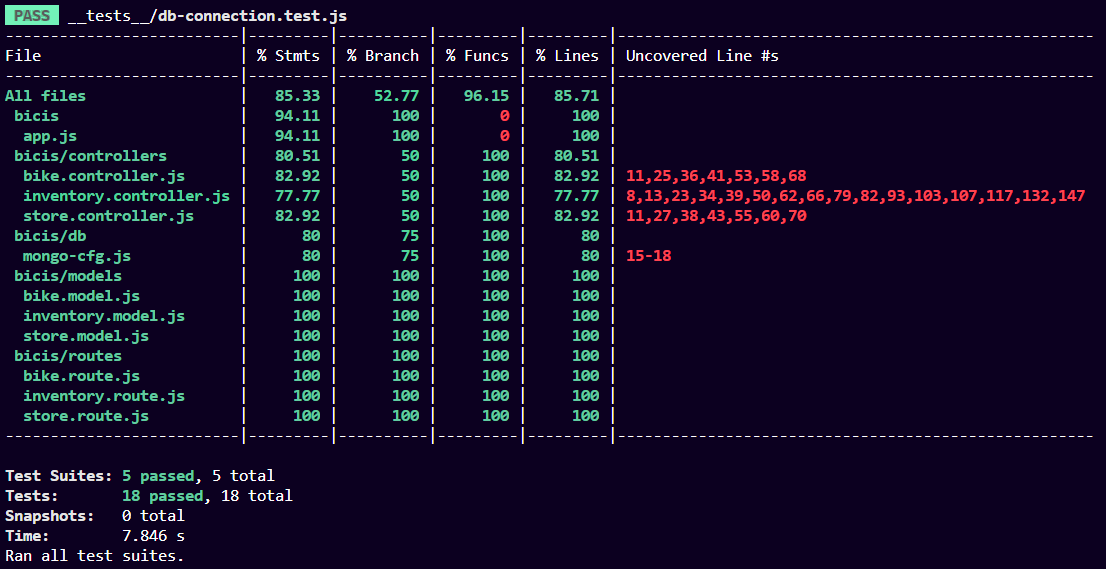 PASS __tests__/db-connection.test.js
--------------------------|---------|----------|---------|---------|-----------------------------------------------------
File                      | % Stmts | % Branch | % Funcs | % Lines | Uncovered Line #s
--------------------------|---------|----------|---------|---------|-----------------------------------------------------
All files                 |   85.33 |    52.77 |   96.15 |   85.71 |
 bicis                    |   94.11 |      100 |       0 |     100 |
  app.js                  |   94.11 |      100 |       0 |     100 |
 bicis/controllers        |   80.51 |       50 |     100 |   80.51 |
  bike.controller.js      |   82.92 |       50 |     100 |   82.92 | 11,25,36,41,53,58,68
  inventory.controller.js |   77.77 |       50 |     100 |   77.77 | 8,13,23,34,39,50,62,66,79,82,93,103,107,117,132,147
  store.controller.js     |   82.92 |       50 |     100 |   82.92 | 11,27,38,43,55,60,70
 bicis/db                 |      80 |       75 |     100 |      80 |
  mongo-cfg.js            |      80 |       75 |     100 |      80 | 15-18
 bicis/models             |     100 |      100 |     100 |     100 |
  bike.model.js           |     100 |      100 |     100 |     100 |
  inventory.model.js      |     100 |      100 |     100 |     100 |
  store.model.js          |     100 |      100 |     100 |     100 |
 bicis/routes             |     100 |      100 |     100 |     100 |
  bike.route.js           |     100 |      100 |     100 |     100 |
  inventory.route.js      |     100 |      100 |     100 |     100 |
  store.route.js          |     100 |      100 |     100 |     100 |
--------------------------|---------|----------|---------|---------|-----------------------------------------------------
Test Suites: 5 passed, 5 total
Tests:       18 passed, 18 total
Snapshots:   0 total
Time:        7.846 s
Ran all test suites.